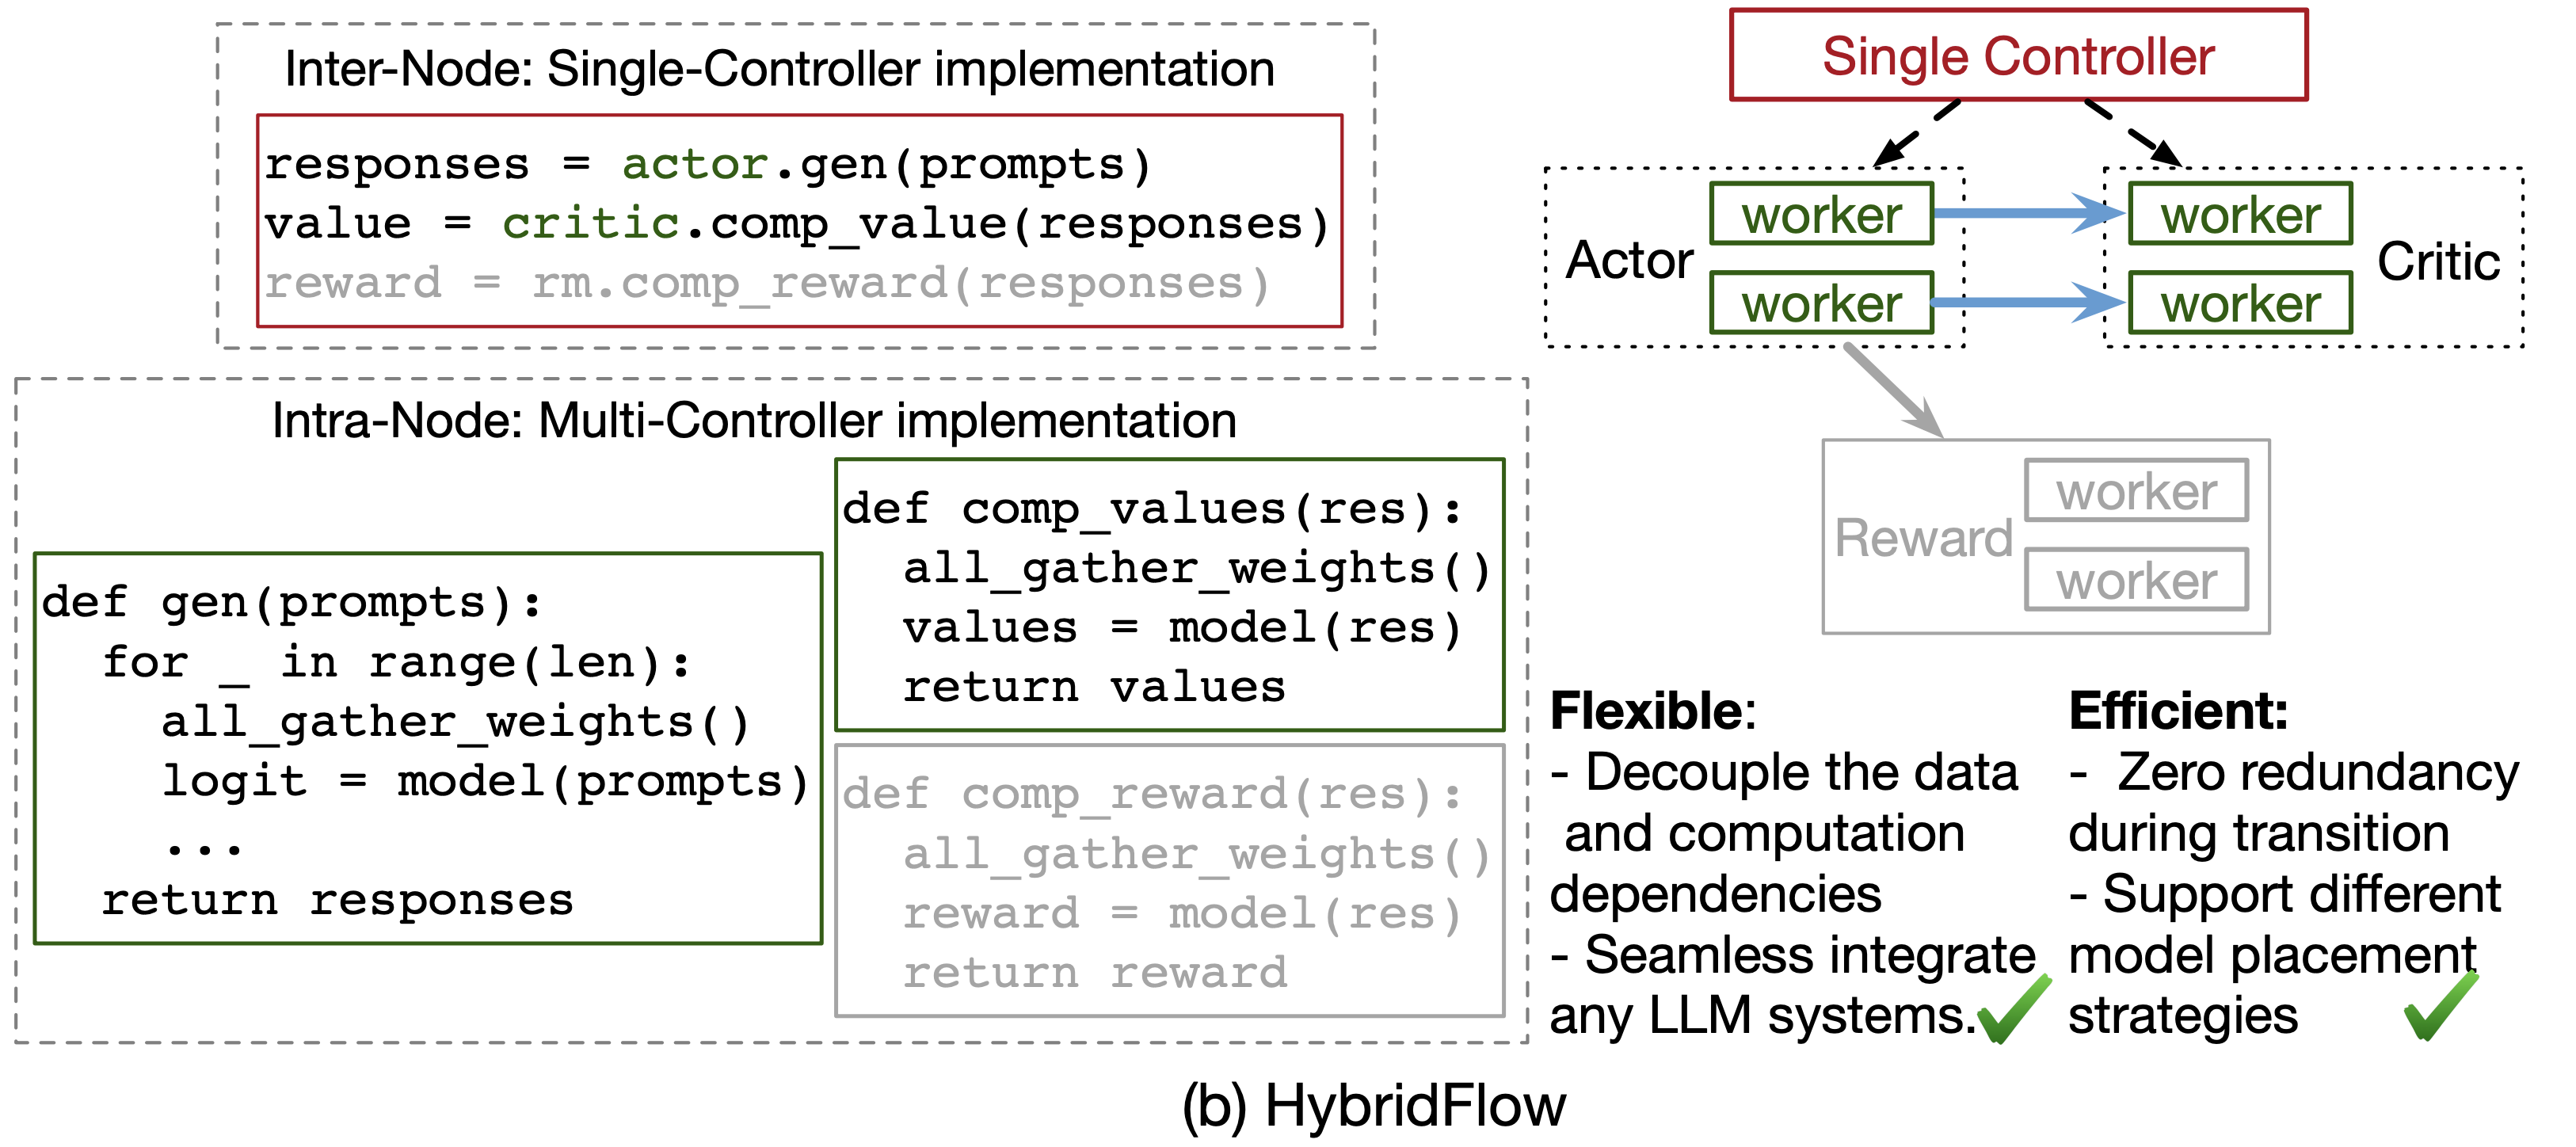 Inter-Node: Single-Controller implementation
responses = actor.gen(prompts)
value = critic.comp_value(responses)
reward = rm.comp_reward(responses)
Intra-Node: Multi-Controller implementation
def gen(prompts):
  for _ in range(len):
    all_gather_weights()
    logit = model(prompts)
    ...
  return responses
def comp_values(res):
  all_gather_weights()
  values = model(res)
  return values
def comp_reward(res):
  all_gather_weights()
  reward = model(res)
  return reward
Single Controller
Actor
worker
worker
worker
worker
Critic
Reward
worker
worker
Flexible:
- Decouple the data
and computation
dependencies
- Seamless integrate
any LLM systems.
Efficient:
- Zero redundancy
during transition
- Support different
model placement
strategies
(b) HybridFlow